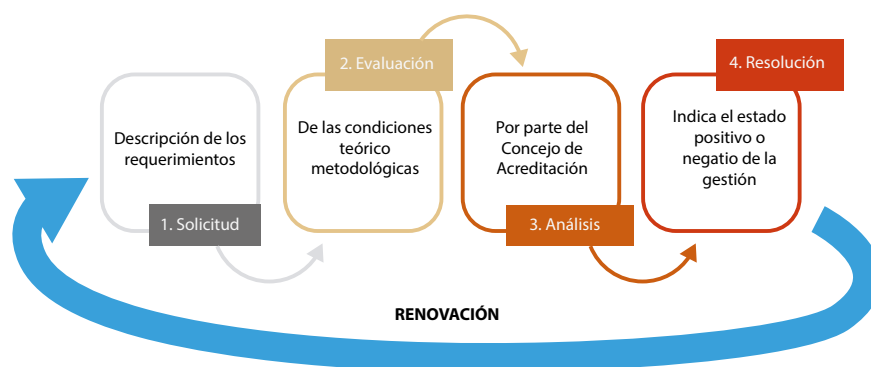 Descripción de los
requerimientos
1. Solicitud
2. Evaluación
De las condiciones
teórico
metodológicas
Por parte del
Concejo de
Acreditación
3. Análisis
4. Resolución
Indica el estado
positivo o
negatio de la
gestión
RENOVACIÓN